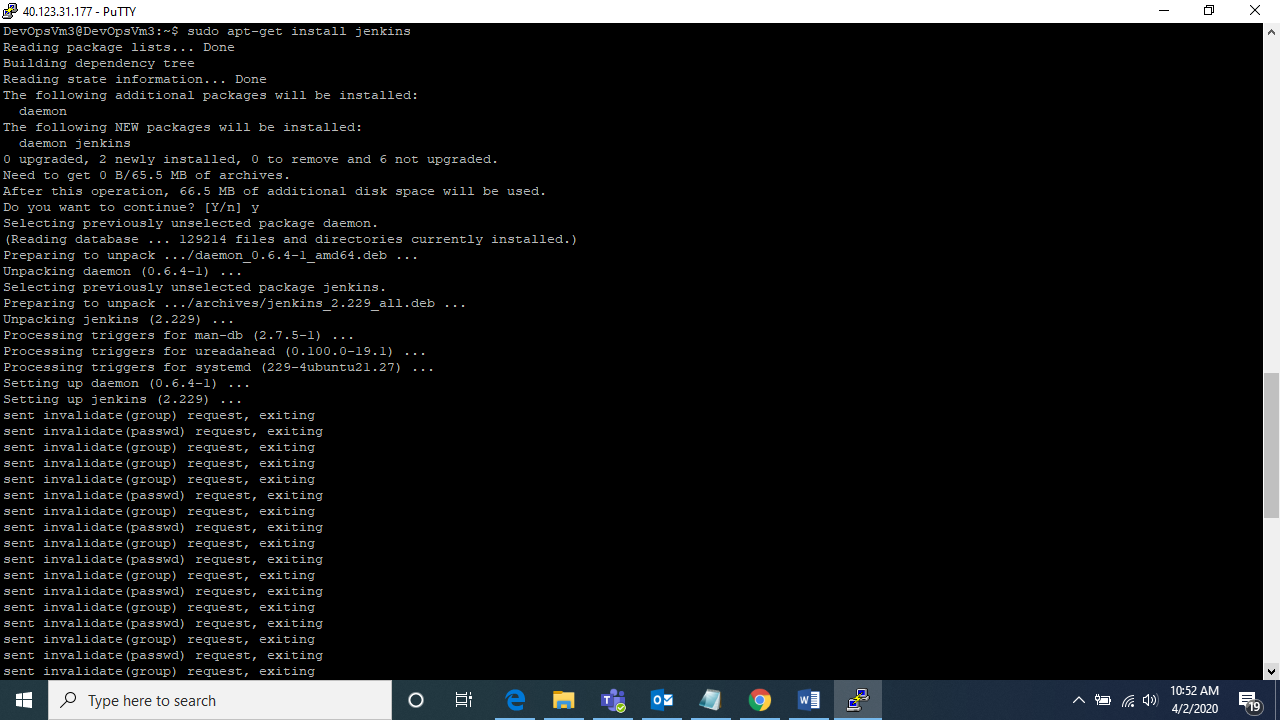 40.123.31.177 - PuTTY
DevOpsVm3@DevOpsVm3:~$ sudo apt-get install jenkins
Reading package lists... Done
Building dependency tree
Reading state information... Done
The following additional packages will be installed:
  daemon
The following NEW packages will be installed:
  daemon jenkins
0 upgraded, 2 newly installed, 0 to remove and 6 not upgraded.
Need to get 0 B/65.5 MB of archives.
After this operation, 66.5 MB of additional disk space will be used.
Do you want to continue? [Y/n] y
Selecting previously unselected package daemon.
(Reading database ... 129214 files and directories currently installed.)
Preparing to unpack .../daemon_0.6.4-1_amd64.deb ...
Unpacking daemon (0.6.4-1) ...
Selecting previously unselected package jenkins.
Preparing to unpack .../archives/jenkins_2.229_all.deb ...
Unpacking jenkins (2.229) ...
Processing triggers for man-db (2.7.5-1) ...
Processing triggers for ureadahead (0.100.0-19.1) ...
Processing triggers for systemd (229-4ubuntu21.27) ...
Setting up daemon (0.6.4-1) ...
Setting up jenkins (2.229) ...
sent invalidate(group) request, exiting
sent invalidate(passwd) request, exiting
sent invalidate(group) request, exiting
sent invalidate(group) request, exiting
sent invalidate(group) request, exiting
sent invalidate(passwd) request, exiting
sent invalidate(group) request, exiting
sent invalidate(passwd) request, exiting
sent invalidate(group) request, exiting
sent invalidate(passwd) request, exiting
sent invalidate(group) request, exiting
sent invalidate(passwd) request, exiting
sent invalidate(group) request, exiting
sent invalidate(passwd) request, exiting
sent invalidate(group) request, exiting
sent invalidate(passwd) request, exiting
sent invalidate(group) request, exiting
Type here to search
10:52 AM
4/2/2020
19